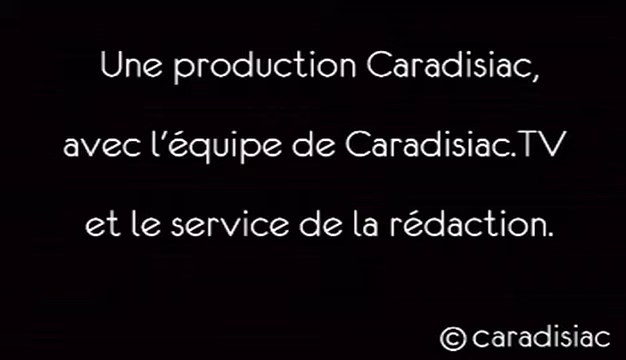 Une production Caradisiac,
avec l'équipe de Caradisiac.TV
et le service de la rédaction.
© caradisiac